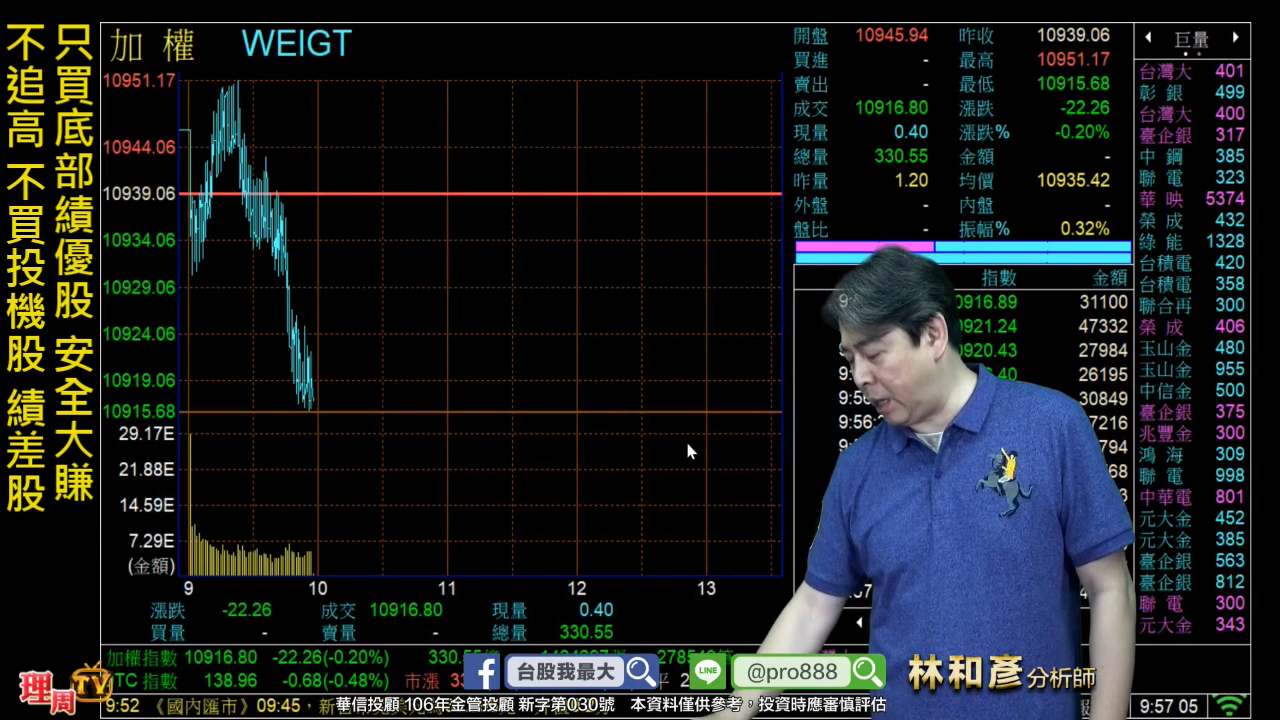 只買底部績優股 安全大賺
不追高 不買投機股 績差股
加權 WEIGT
10951.17
10944.06
10939.06
10934.06
10929.06
10924.06
10919.06
10915.68
29.17E
21.88E
14.59E
7.29E
(金額)
9 10 11 12 13
漲跌 -22.26 成交 10916.80 現量 0.40
買量 - 賣量 - 總量 330.55
開盤 10945.94 昨收 10939.06
買進 - 最高 10951.17
賣出 - 最低 10915.68
成交 10916.80 漲跌 -22.26
現量 0.40 漲跌% -0.20%
總量 330.55 金額 -
昨量 1.20 均價 10935.42
外盤 - 內盤 -
盤比 - 振幅% 0.32%
指數 金額
31100
47332
27984
26195
30849
巨量
台灣大 401
彰銀 499
台灣大 400
臺企銀 317
中鋼 385
聯電 323
華映 5374
榮成 432
綠能 1328
台積電 420
台積電 358
聯合再 300
榮成 406
玉山金 480
玉山金 955
中信金 500
臺企銀 375
兆豐金 300
鴻海 309
聯電 998
中華電 801
元大金 452
元大金 385
臺企銀 563
臺企銀 812
聯電 300
元大金 343
加權指數 10916.80 -22.26(-0.20%)
指數 138.96 -0.68(-0.48%) 市漲
9:52 《國內匯市》09:45，
9:57 05
理周TV
台股我最大
LINE @pro888
林和彥分析師
華信投顧 106年金管投顧 新字第030號 本資料僅供參考，投資時應審慎評估